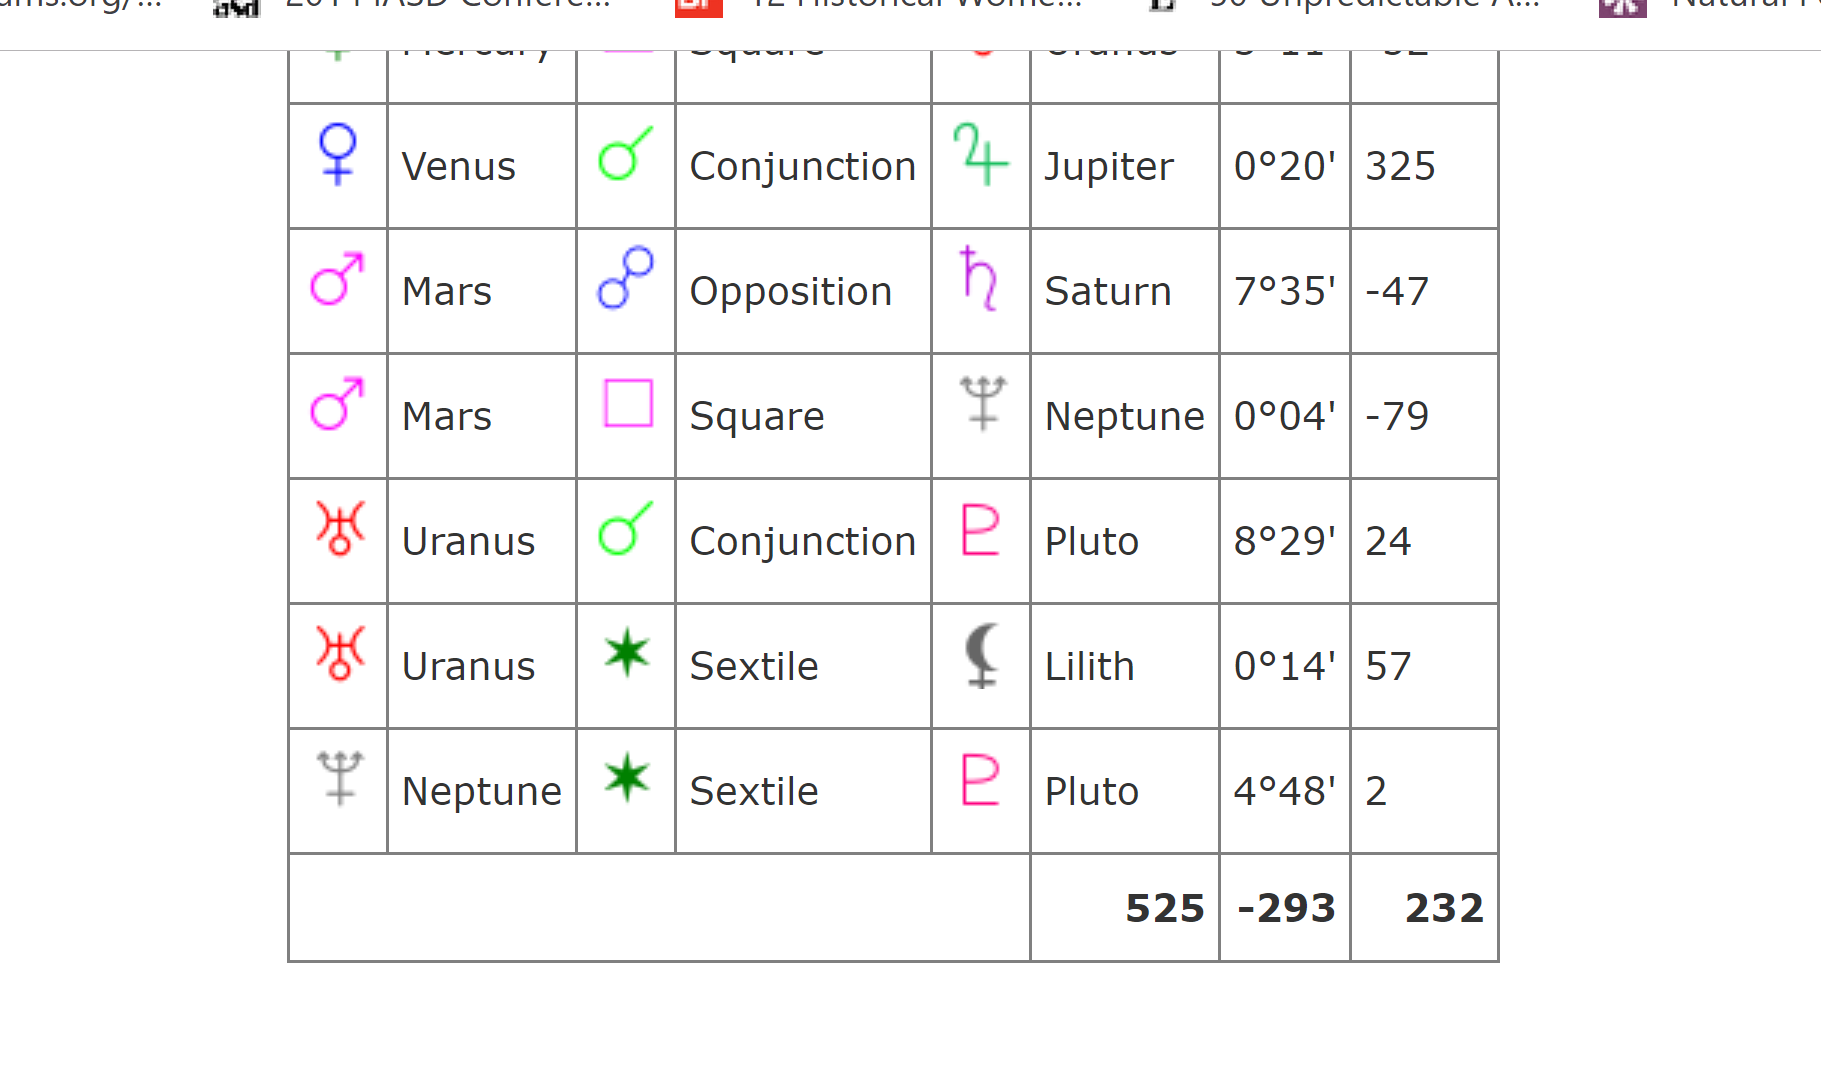 Mercury Square Uranus
Venus Conjunction Jupiter 0°20' 325
Mars Opposition Saturn 7°35' -47
Mars Square Neptune 0°04' -79
Uranus Conjunction Pluto 8°29' 24
Uranus Sextile Lilith 0°14' 57
Neptune Sextile Pluto 4°48' 2
525 -293 232